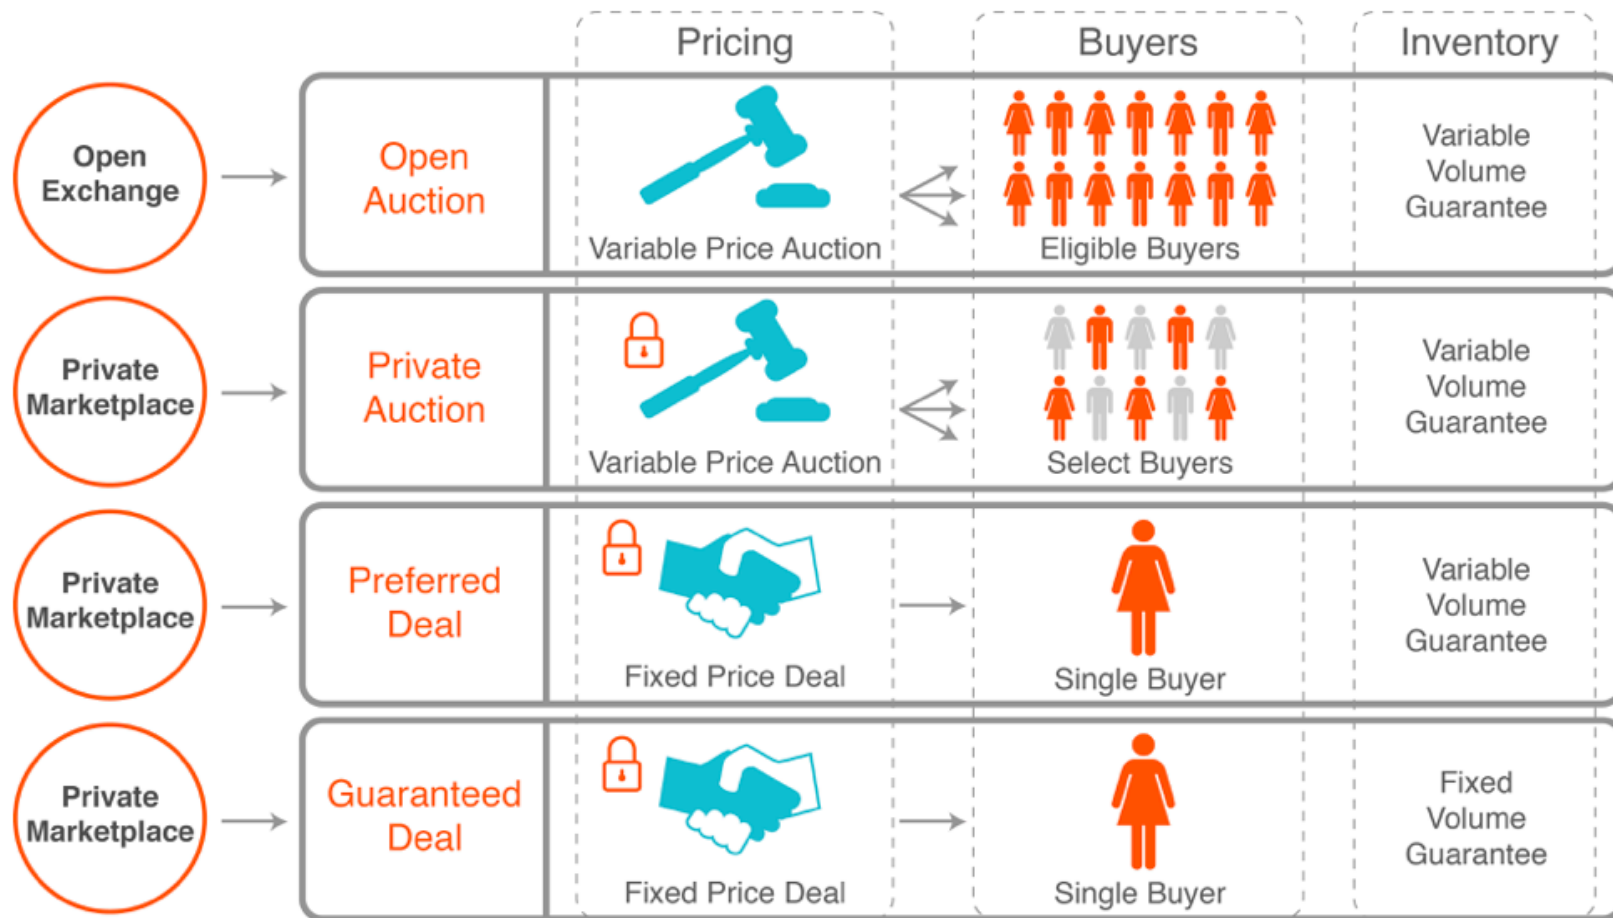 Pricing
Buyers
Inventory
Open
Exchange
Open
Auction
Variable Price Auction
Eligible Buyers
Variable
Volume
Guarantee
Private
Marketplace
Private
Auction
Variable Price Auction
Select Buyers
Variable
Volume
Guarantee
Private
Marketplace
Preferred
Deal
Fixed Price Deal
Single Buyer
Variable
Volume
Guarantee
Private
Marketplace
Guaranteed
Deal
Fixed Price Deal
Single Buyer
Fixed
Volume
Guarantee